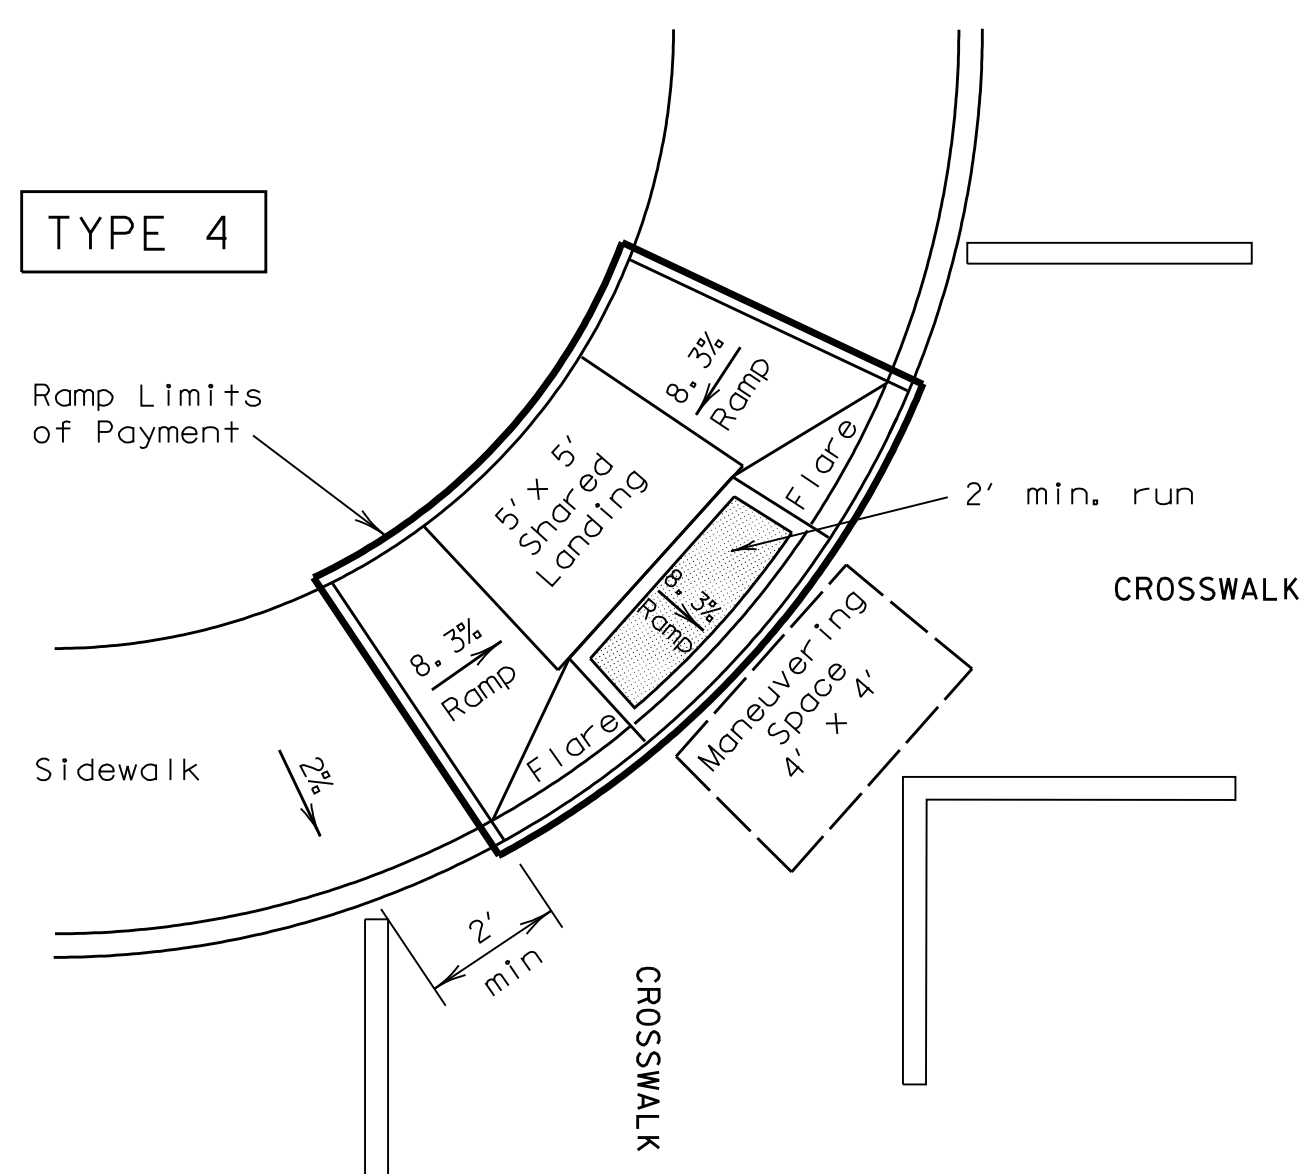 TYPE 4
Ramp Limits
of Payment
8.3%
Ramp
Flare
5' x 5'
Shared
Landing
2' min. run
8.3%
Ramp
CROSSWALK
8.3%
Ramp
Flare
Maneuvering
Space
4' x 4'
Sidewalk
2%
2'
min
CROSSWALK